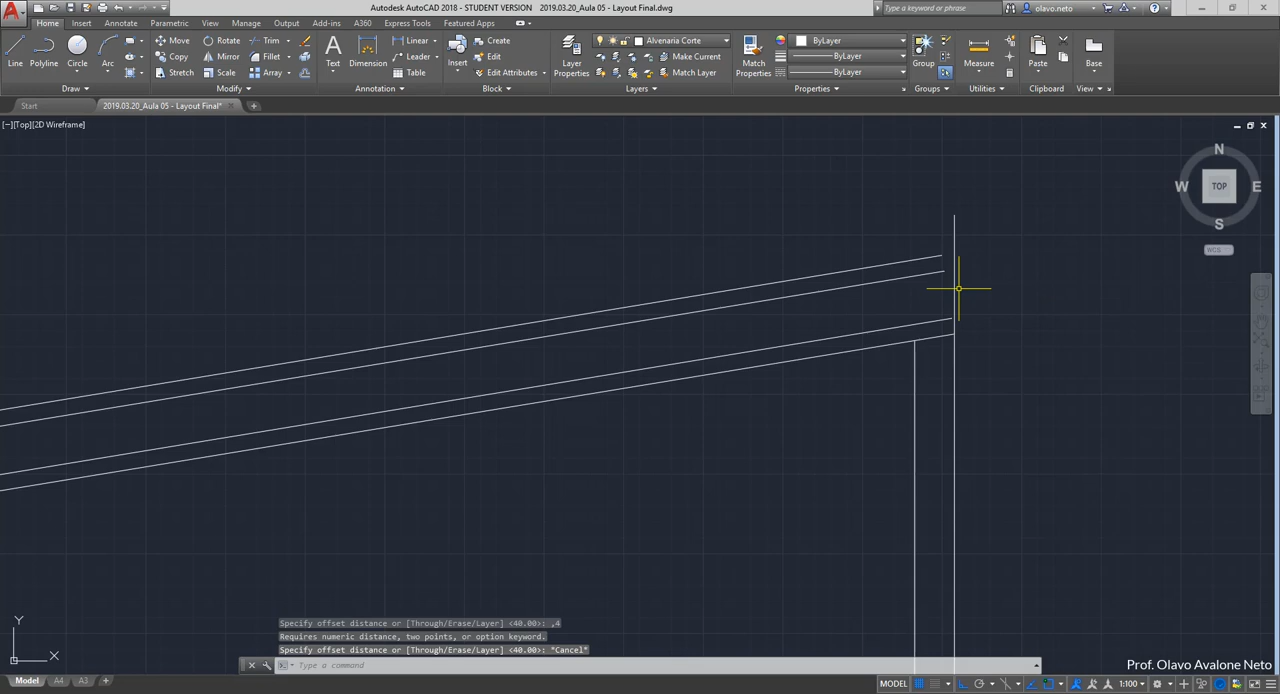 Autodesk AutoCAD 2018 - STUDENT VERSION 2019.03.20_Aula 05 - Layout Final.dwg
Type a keyword or phrase
olavo.neto
Home Insert Annotate Parametric View Manage Output Add-ins A360 Express Tools Featured Apps
Line Polyline Circle Arc
Move Rotate Trim
Copy Mirror Fillet
Stretch Scale Array
Text Dimension
Linear
Leader
Table
Insert
Create
Edit
Edit Attributes
Layer Properties
Alvenaria Corte
Make Current
Match Layer
Match Properties
ByLayer
ByLayer
ByLayer
Group
Measure
Paste
Base
Draw Modify Annotation Block Layers Properties Groups Utilities Clipboard View
Start 2019.03.20_Aula 05 - Layout Final*
[−][Top][2D Wireframe]
N
W TOP E
S
WCS
Y
X
Specify offset distance or [Through/Erase/Layer] <40.00>: ,4
Requires numeric distance, two points, or option keyword.
Specify offset distance or [Through/Erase/Layer] <40.00>: *Cancel*
Type a command
Prof. Olavo Avalone Neto
Model A4 A3
MODEL 1:100